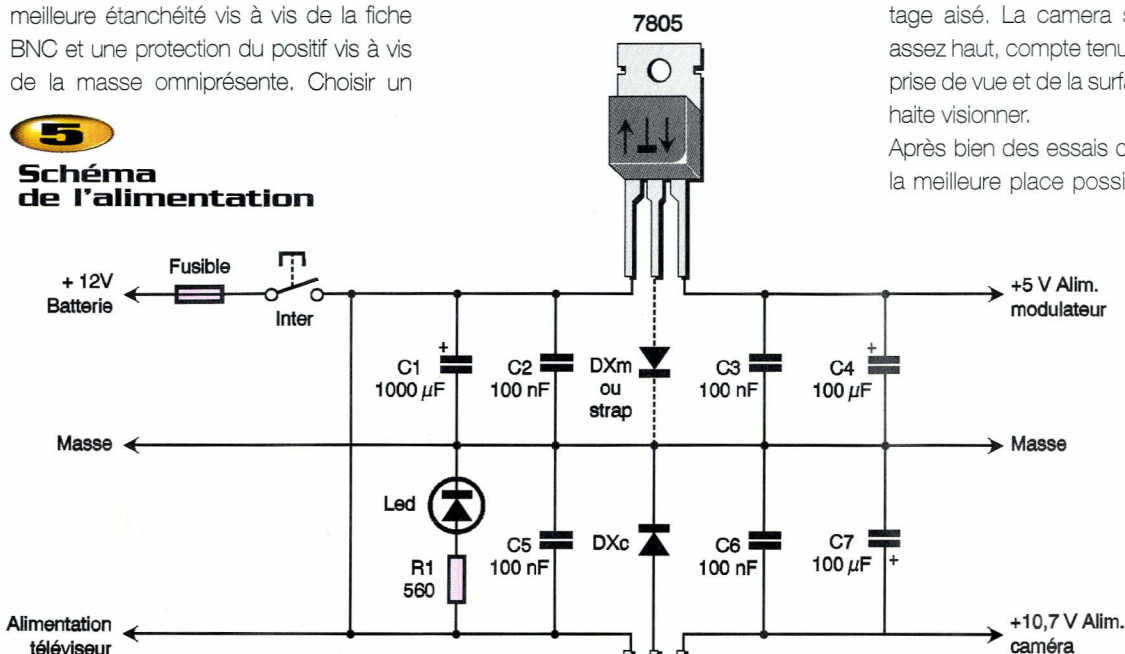 meilleure étanchéité vis à vis de la fiche
BNC et une protection du positif vis à vis
de la masse omniprésente. Choisir un
tage aisé. La camera s
assez haut, compte tenu
prise de vue et de la surfa
haite visionner.
Après bien des essais d
la meilleure place possi
5
Schéma
de l'alimentation
7805
+ 12V
Batterie
Fusible
Inter
+5 V Alim.
modulateur
C1
1000 µF
+
C2
100 nF
DXm
ou
strap
C3
100 nF
C4
100 µF
+
Masse
Masse
Led
R1
560
C5
100 nF
DXc
C6
100 nF
C7
100 µF
+
Alimentation
téléviseur
+10,7 V Alim.
caméra